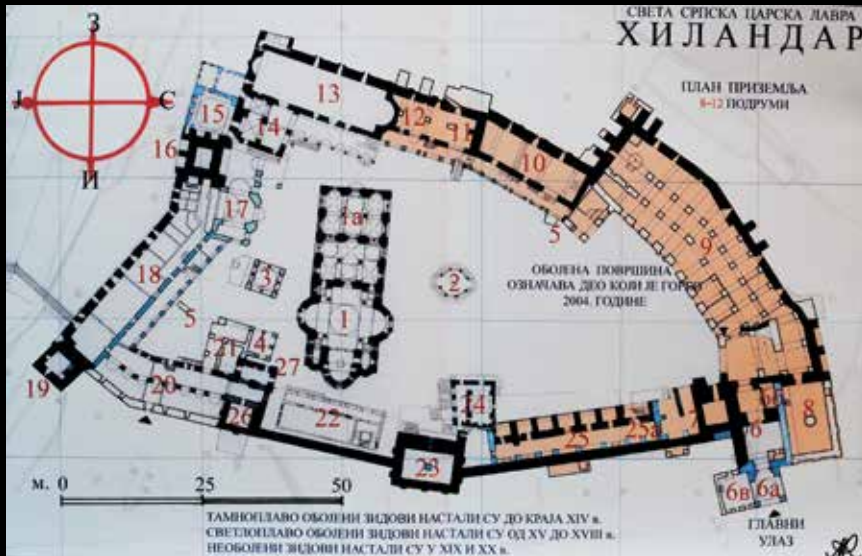 СВЕТА СРПСКА ЦАРСКА ЛАВРА
ХИЛАНДАР
ПЛАН ПРИЗЕМЉА
8-12 ПОДРУМИ
З
Ј
С
И
13
12
11
10
14
15
16
17
1а
5
9
3
2
ОБОЈЕНА ПОВРШИНА
ОЗНАЧАВА ДЕО КОЈИ ЈЕ ГОРЕО
2004. ГОДИНЕ
18
5
1
4
21
27
19
20
26
22
24
23
25
25а
7
6
8
6в
6а
ГЛАВНИ
УЛАЗ
м. 0 25 50
ТАМНОПЛАВО ОБОЈЕНИ ЗИДОВИ НАСТАЛИ СУ ДО КРАЈА XIV в.
СВЕТЛОПЛАВО ОБОЈЕНИ ЗИДОВИ НАСТАЛИ СУ ОД XV ДО XVIII в.
НЕОБОЈЕНИ ЗИДОВИ НАСТАЛИ СУ У XIX И XX в.